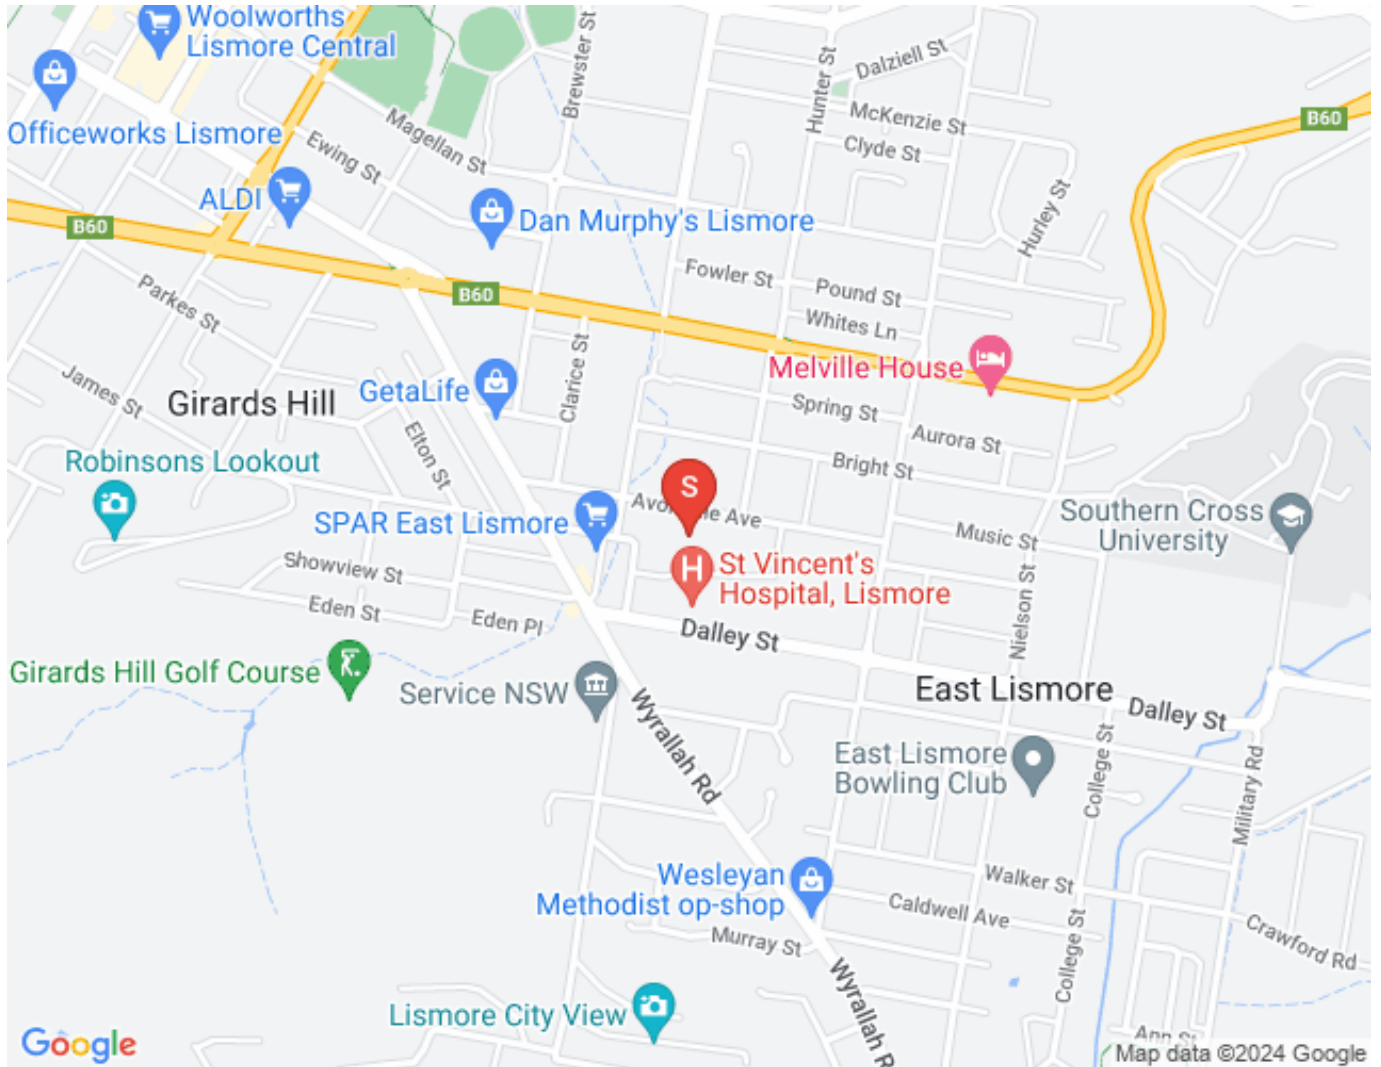 Woolworths
Lismore Central
Officeworks Lismore
ALDI
B60
Ewing St
Magellan St
Brewster St
Hunter St
Dalziell St
McKenzie St
Clyde St
B60
Hurley St
Dan Murphy's Lismore
Fowler St
Pound St
Whites Ln
B60
Parkes St
James St
Girards Hill
GetaLife
Clarice St
Melville House
Spring St
Aurora St
Bright St
Elton St
Robinsons Lookout
SPAR East Lismore
S
Music St
Southern Cross
University
H
St Vincent's
Hospital, Lismore
Showview St
Eden St
Eden Pl
Dalley St
Nielson St
Girards Hill Golf Course
Service NSW
East Lismore
Dalley St
Wyrallah Rd
East Lismore
Bowling Club
College St
Military Rd
Wesleyan
Methodist op-shop
Walker St
Caldwell Ave
Crawford Rd
Murray St
College St
Wyrallah R
Lismore City View
Ann St
Google
Map data ©2024 Google